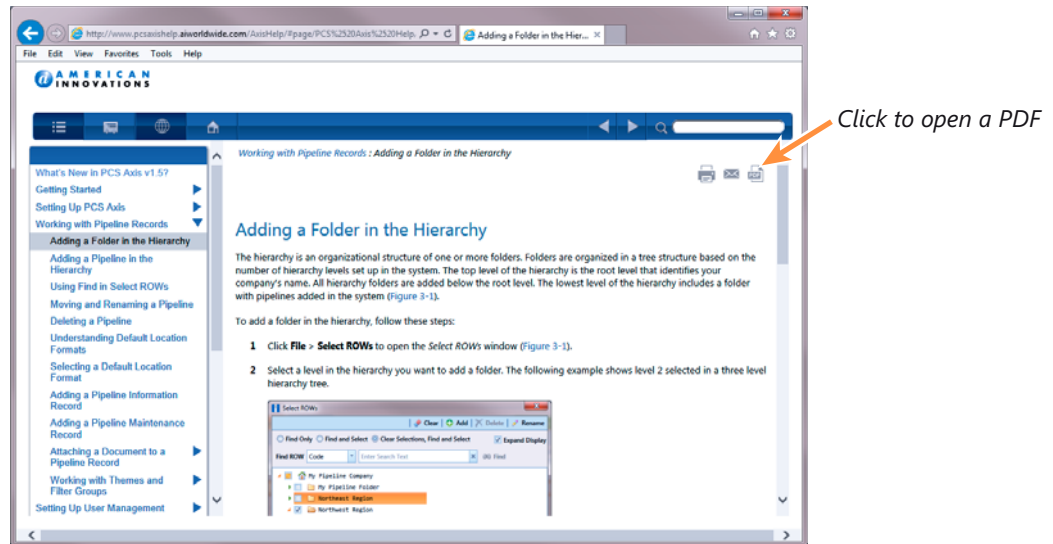 http://www.pcsaxishelp.aiworldwide.com/AxisHelp/#page/PCS%2520Axis%2520Help.
Adding a Folder in the Hier...
File Edit View Favorites Tools Help
AMERICAN
INNOVATIONS
Click to open a PDF
Working with Pipeline Records : Adding a Folder in the Hierarchy
PDF
What's New in PCS Axis v1.5?
Getting Started
Setting Up PCS Axis
Working with Pipeline Records
Adding a Folder in the Hierarchy
Adding a Pipeline in the
Hierarchy
Using Find in Select ROWs
Moving and Renaming a Pipeline
Deleting a Pipeline
Understanding Default Location
Formats
Selecting a Default Location
Format
Adding a Pipeline Information
Record
Adding a Pipeline Maintenance
Record
Attaching a Document to a
Pipeline Record
Working with Themes and
Filter Groups
Setting Up User Management
Adding a Folder in the Hierarchy
The hierarchy is an organizational structure of one or more folders. Folders are organized in a tree structure based on the
number of hierarchy levels set up in the system. The top level of the hierarchy is the root level that identifies your
company's name. All hierarchy folders are added below the root level. The lowest level of the hierarchy includes a folder
with pipelines added in the system (Figure 3-1).
To add a folder in the hierarchy, follow these steps:
1 Click File > Select ROWs to open the Select ROWs window (Figure 3-1).
2 Select a level in the hierarchy you want to add a folder. The following example shows level 2 selected in a three level
hierarchy tree.
Select ROWs
Clear Add Delete Rename
Find Only Find and Select Clear Selections, Find and Select Expand Display
Find ROW Code Enter Search Text Find
My Pipeline Company
My Pipeline Folder
Northeast Region
Northwest Region